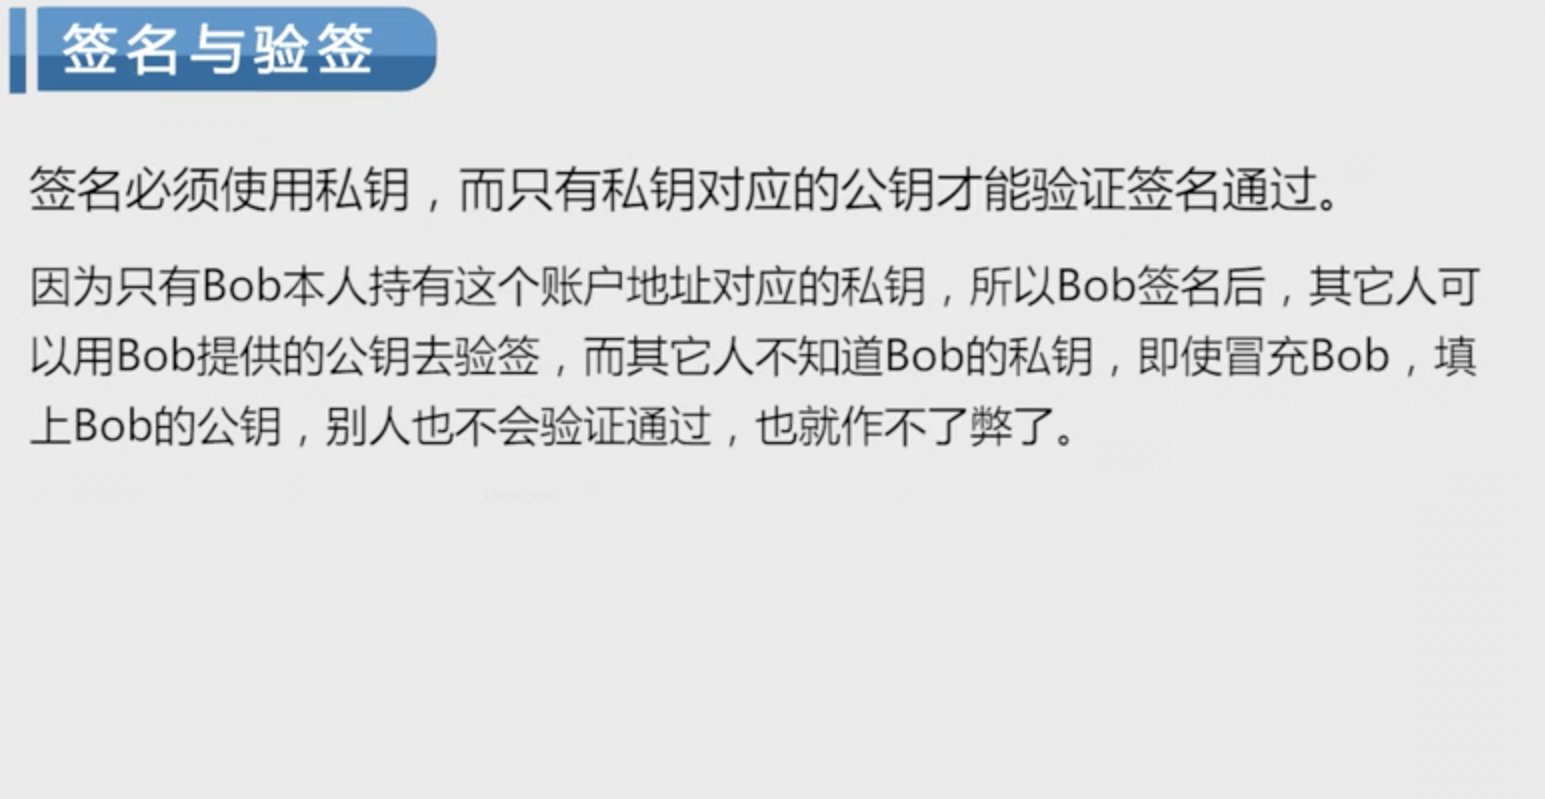 签名与验签
签名必须使用私钥，而只有私钥对应的公钥才能验证签名通过。
因为只有Bob本人持有这个账户地址对应的私钥，所以Bob签名后，其它人可
以用Bob提供的公钥去验签，而其它人不知道Bob的私钥，即使冒充Bob，填
上Bob的公钥，别人也不会验证通过，也就作不了弊了。